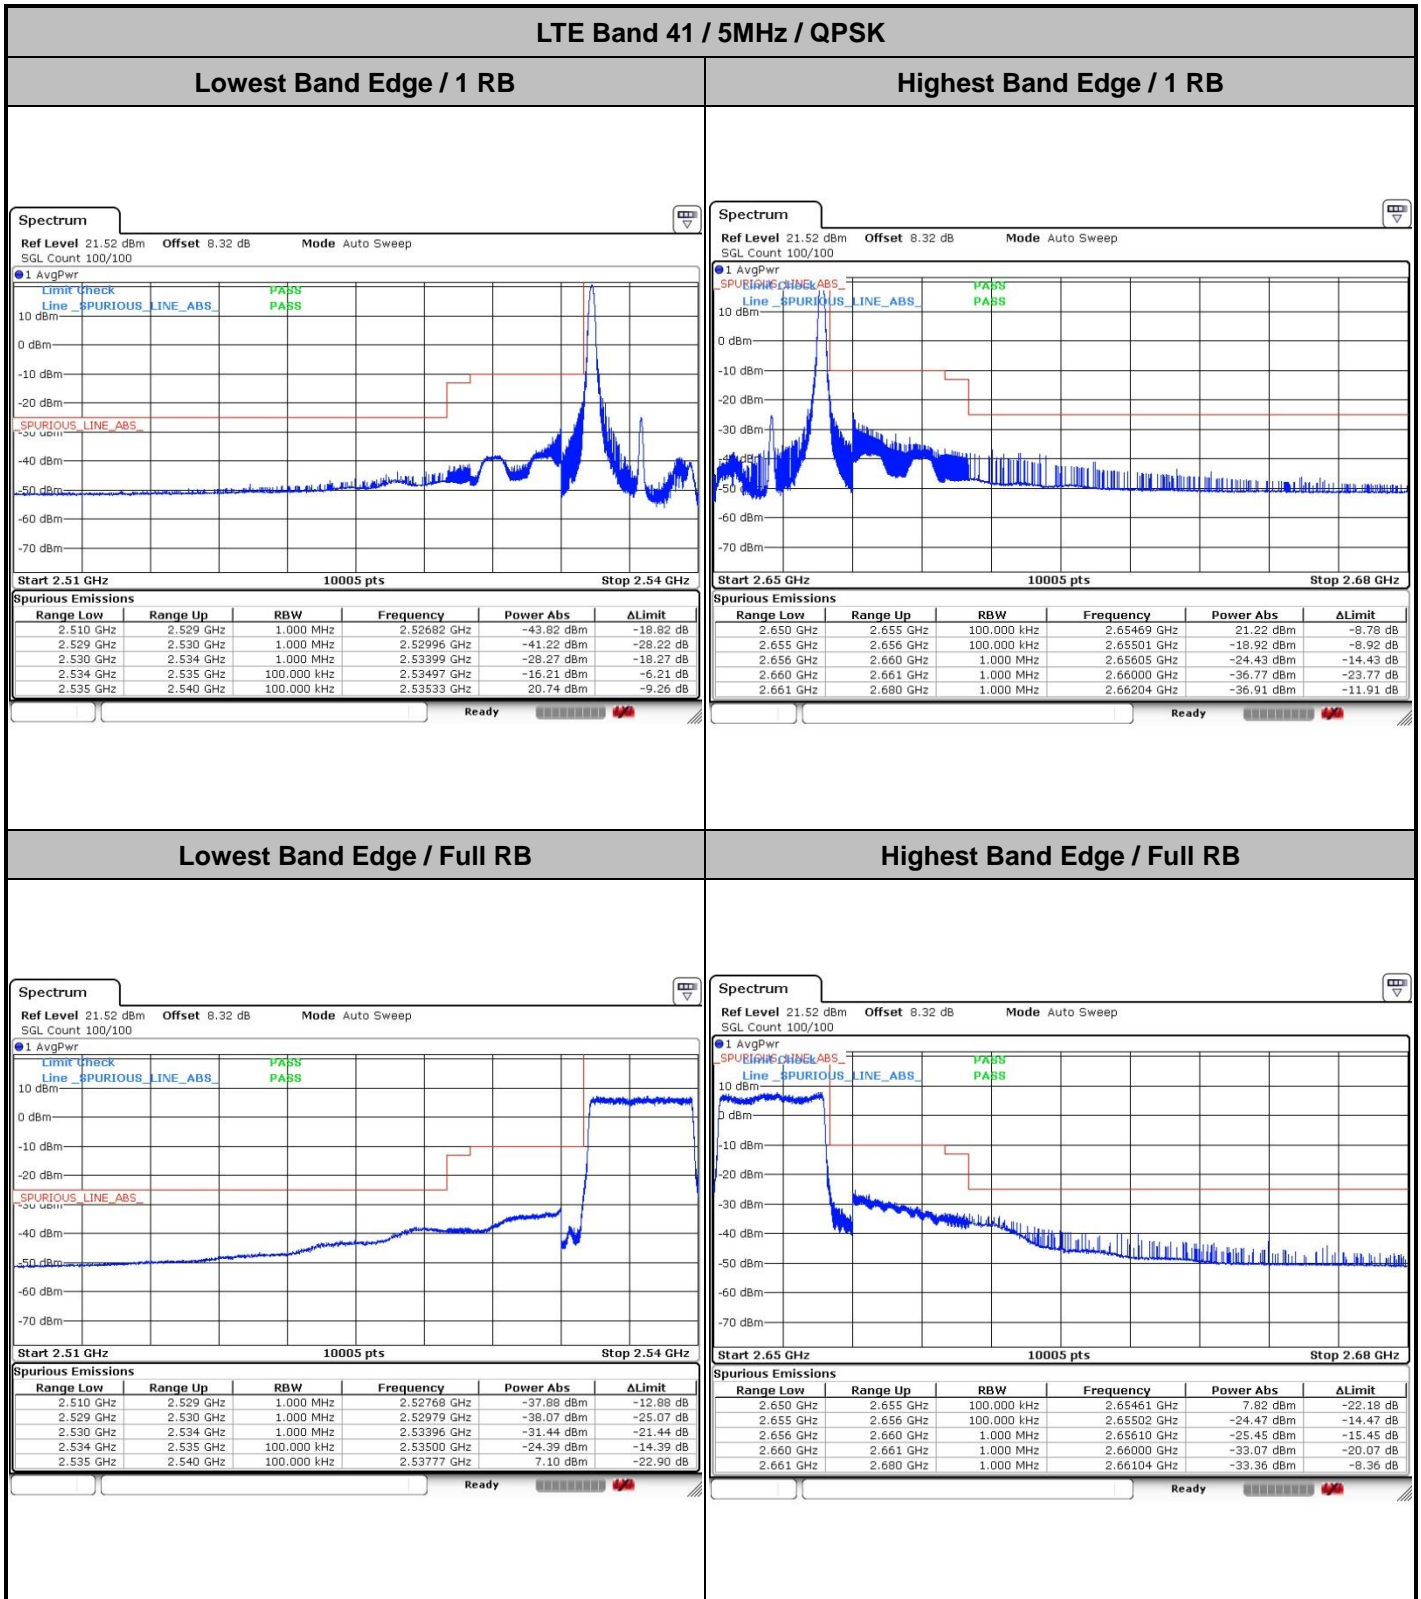 LTE Band 41 / 5MHz / QPSK
Lowest Band Edge / 1 RB
Highest Band Edge / 1 RB
Spectrum
Ref Level 21.52 dBm Offset 8.32 dB Mode Auto Sweep
SGL Count 100/100
1 AvgPwr
Limit Check PASS
Line _SPURIOUS_LINE_ABS_ PASS
10 dBm
0 dBm
-10 dBm
-20 dBm
_SPURIOUS_LINE_ABS_
-30 dBm
-40 dBm
-50 dBm
-60 dBm
-70 dBm
Start 2.51 GHz 10005 pts Stop 2.54 GHz
Spurious Emissions
Range Low Range Up RBW Frequency Power Abs ΔLimit
2.510 GHz 2.529 GHz 1.000 MHz 2.52682 GHz -43.82 dBm -18.82 dB
2.529 GHz 2.530 GHz 1.000 MHz 2.52996 GHz -41.22 dBm -28.22 dB
2.530 GHz 2.534 GHz 1.000 MHz 2.53399 GHz -28.27 dBm -18.27 dB
2.534 GHz 2.535 GHz 100.000 kHz 2.53497 GHz -16.21 dBm -6.21 dB
2.535 GHz 2.540 GHz 100.000 kHz 2.53533 GHz 20.74 dBm -9.26 dB
Ready
Spectrum
Ref Level 21.52 dBm Offset 8.32 dB Mode Auto Sweep
SGL Count 100/100
1 AvgPwr
_SPURIOUS_LINE_ABS_
Limit Check PASS
Line _SPURIOUS_LINE_ABS_ PASS
10 dBm
0 dBm
-10 dBm
-20 dBm
-30 dBm
-40 dBm
-50 dBm
-60 dBm
-70 dBm
Start 2.65 GHz 10005 pts Stop 2.68 GHz
Spurious Emissions
Range Low Range Up RBW Frequency Power Abs ΔLimit
2.650 GHz 2.655 GHz 100.000 kHz 2.65469 GHz 21.22 dBm -8.78 dB
2.655 GHz 2.656 GHz 100.000 kHz 2.65501 GHz -18.92 dBm -8.92 dB
2.656 GHz 2.660 GHz 1.000 MHz 2.65605 GHz -24.43 dBm -14.43 dB
2.660 GHz 2.661 GHz 1.000 MHz 2.66000 GHz -36.77 dBm -23.77 dB
2.661 GHz 2.680 GHz 1.000 MHz 2.66204 GHz -36.91 dBm -11.91 dB
Ready
Lowest Band Edge / Full RB
Highest Band Edge / Full RB
Spectrum
Ref Level 21.52 dBm Offset 8.32 dB Mode Auto Sweep
SGL Count 100/100
1 AvgPwr
Limit Check PASS
Line _SPURIOUS_LINE_ABS_ PASS
10 dBm
0 dBm
-10 dBm
-20 dBm
_SPURIOUS_LINE_ABS_
-30 dBm
-40 dBm
-50 dBm
-60 dBm
-70 dBm
Start 2.51 GHz 10005 pts Stop 2.54 GHz
Spurious Emissions
Range Low Range Up RBW Frequency Power Abs ΔLimit
2.510 GHz 2.529 GHz 1.000 MHz 2.52768 GHz -37.88 dBm -12.88 dB
2.529 GHz 2.530 GHz 1.000 MHz 2.52979 GHz -38.07 dBm -25.07 dB
2.530 GHz 2.534 GHz 1.000 MHz 2.53396 GHz -31.44 dBm -21.44 dB
2.534 GHz 2.535 GHz 100.000 kHz 2.53500 GHz -24.39 dBm -14.39 dB
2.535 GHz 2.540 GHz 100.000 kHz 2.53777 GHz 7.10 dBm -22.90 dB
Ready
Spectrum
Ref Level 21.52 dBm Offset 8.32 dB Mode Auto Sweep
SGL Count 100/100
1 AvgPwr
_SPURIOUS_LINE_ABS_
Limit Check PASS
Line _SPURIOUS_LINE_ABS_ PASS
10 dBm
0 dBm
-10 dBm
-20 dBm
-30 dBm
-40 dBm
-50 dBm
-60 dBm
-70 dBm
Start 2.65 GHz 10005 pts Stop 2.68 GHz
Spurious Emissions
Range Low Range Up RBW Frequency Power Abs ΔLimit
2.650 GHz 2.655 GHz 100.000 kHz 2.65461 GHz 7.82 dBm -22.18 dB
2.655 GHz 2.656 GHz 100.000 kHz 2.65502 GHz -24.47 dBm -14.47 dB
2.656 GHz 2.660 GHz 1.000 MHz 2.65610 GHz -25.45 dBm -15.45 dB
2.660 GHz 2.661 GHz 1.000 MHz 2.66000 GHz -33.07 dBm -20.07 dB
2.661 GHz 2.680 GHz 1.000 MHz 2.66104 GHz -33.36 dBm -8.36 dB
Ready